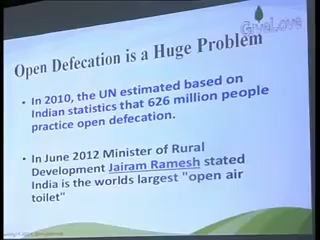 GiveLove
Open Defecation is a Huge Problem
• In 2010, the UN estimated based on
Indian statistics that 626 million people
practice open defecation.
• In June 2012 Minister of Rural
Development Jairam Ramesh stated
India is the worlds largest "open air
toilet"